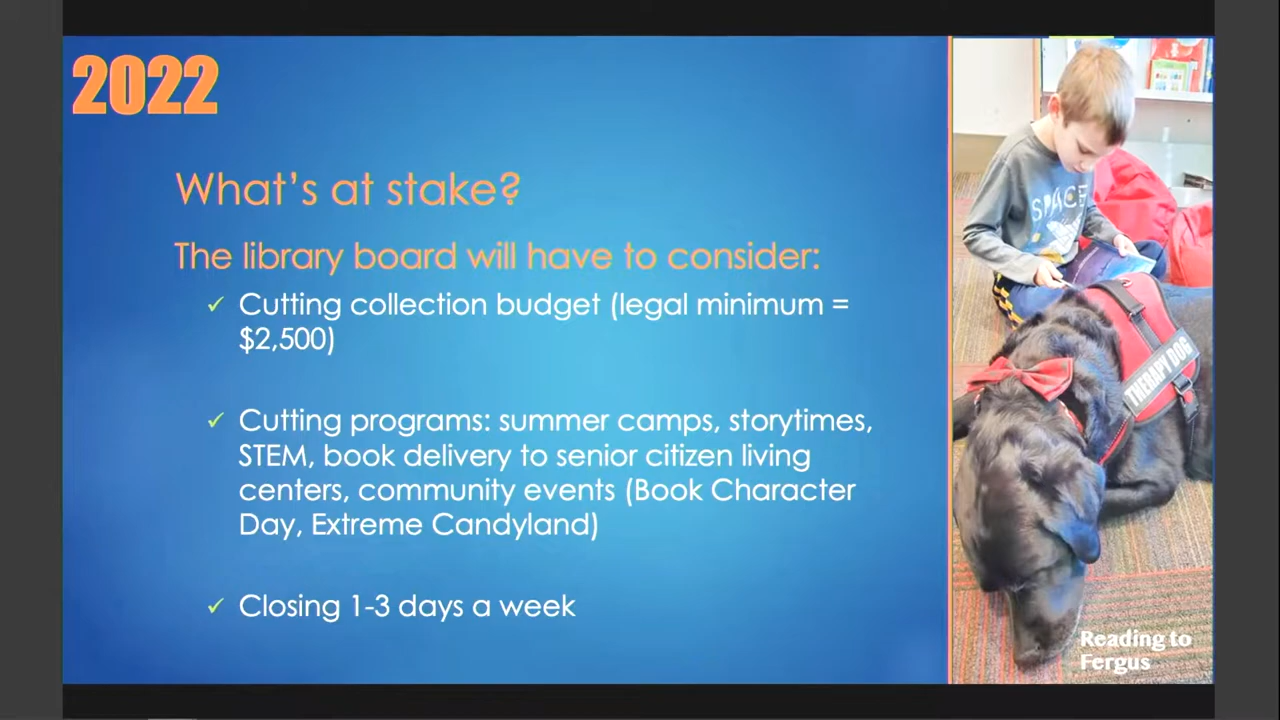 2022
What's at stake?
The library board will have to consider:
✓ Cutting collection budget (legal minimum =
$2,500)
✓ Cutting programs: summer camps, storytimes,
STEM, book delivery to senior citizen living
centers, community events (Book Character
Day, Extreme Candyland)
✓ Closing 1-3 days a week
SPACE
THERAPY DOG
Reading to
Fergus